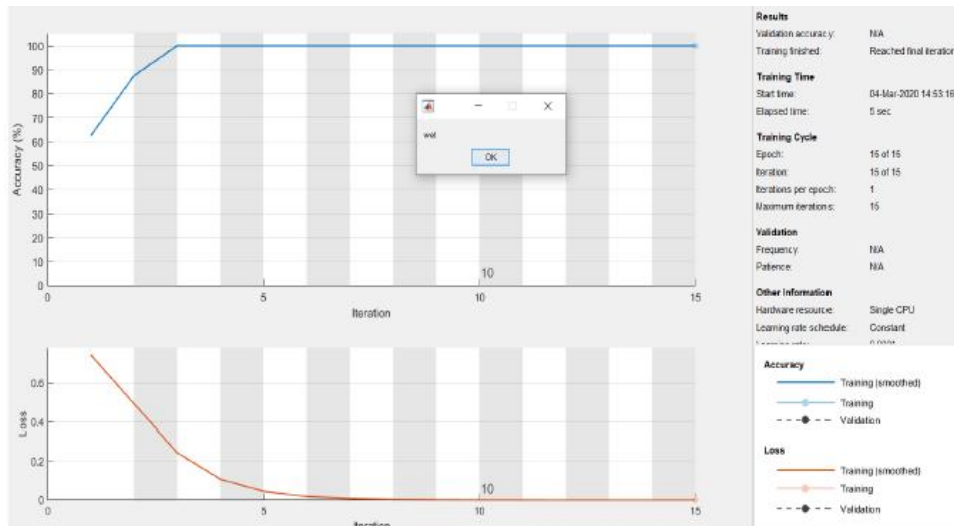 100
90
80
70
60
50
40
30
20
10
0
Accuracy (%)
0
5
10
10
15
Iteration
wet
OK
0.6
0.4
0.2
0
Loss
0
5
10
10
15
Iteration
Results
Validation accuracy: N/A
Training finished: Reached final iteration
Training Time
Start time: 04-Mar-2020 14:53:16
Elapsed time: 5 sec
Training Cycle
Epoch: 15 of 15
Iteration: 15 of 15
Iterations per epoch: 1
Maximum iterations: 15
Validation
Frequency: N/A
Patience: N/A
Other Information
Hardware resource: Single CPU
Learning rate schedule: Constant
Accuracy
Training (smoothed)
Training
Validation
Loss
Training (smoothed)
Training
Validation